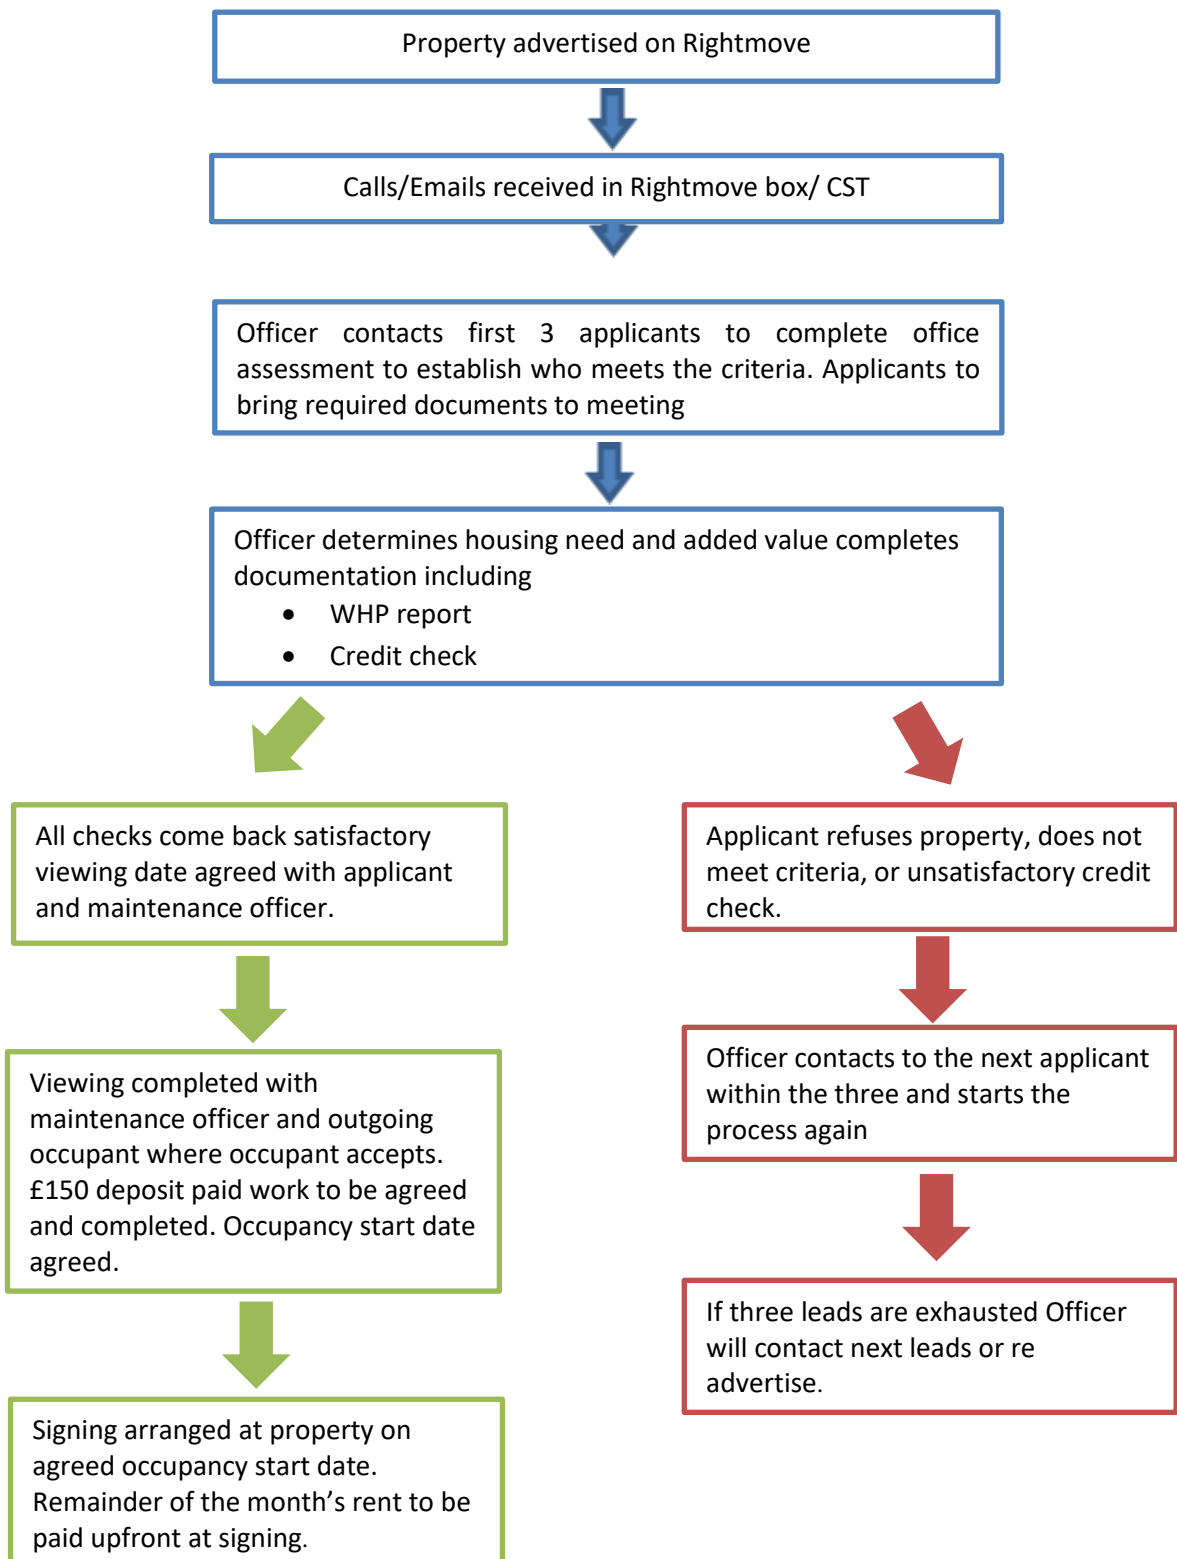 Property advertised on Rightmove
Calls/Emails received in Rightmove box/ CST
Officer contacts first 3 applicants to complete office
assessment to establish who meets the criteria. Applicants to
bring required documents to meeting
Officer determines housing need and added value completes
documentation including
• WHP report
• Credit check
All checks come back satisfactory
viewing date agreed with applicant
and maintenance officer.
Viewing completed with
maintenance officer and outgoing
occupant where occupant accepts.
£150 deposit paid work to be agreed
and completed. Occupancy start date
agreed.
Signing arranged at property on
agreed occupancy start date.
Remainder of the month’s rent to be
paid upfront at signing.
Applicant refuses property, does not
meet criteria, or unsatisfactory credit
check.
Officer contacts to the next applicant
within the three and starts the
process again
If three leads are exhausted Officer
will contact next leads or re
advertise.